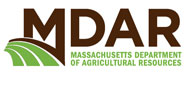 MDAR
MASSACHUSETTS DEPARTMENT
OF AGRICULTURAL RESOURCES